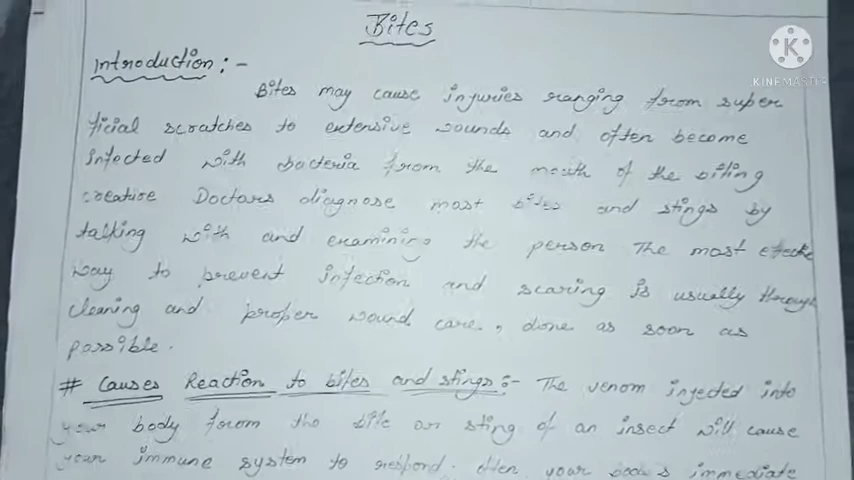 Bites
Introduction :-
Bites may cause injuries ranging from super
ficial scratches to extensive wounds and often become
infected with bacteria from the mouth of the biting
creative Doctors diagnose most bites and stings by
talking with and examining the person The most effective
way to prevent infection and scaring is usually through
cleaning and proper wound care, done as soon as
possible.
# Causes Reaction to bites and stings :- The venom injected into
your body from the bite or sting of an insect will cause
your immune system to respond. often your body's immediate
K
KINEMASTER